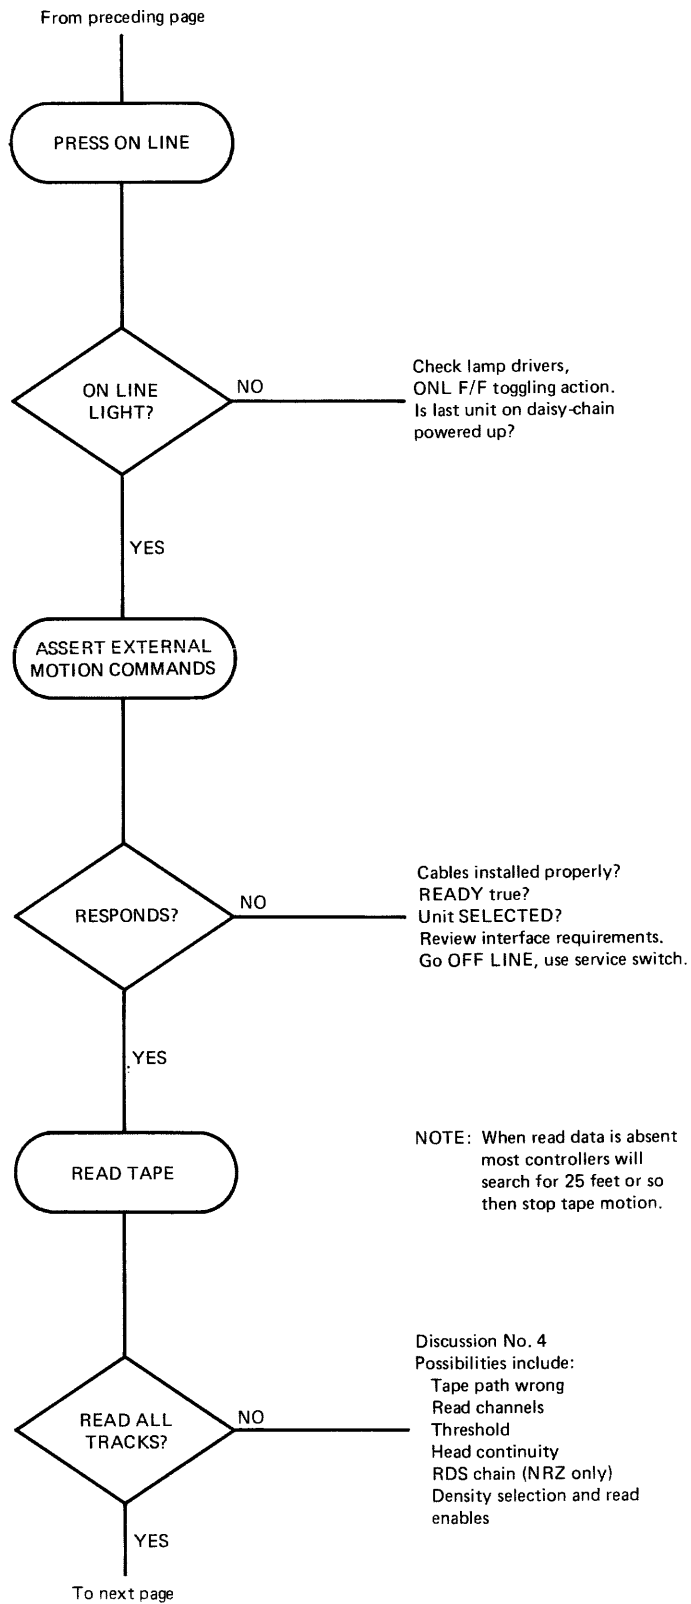 From preceding page
PRESS ON LINE
ON LINE
LIGHT?
NO
Check lamp drivers,
ONL F/F toggling action.
Is last unit on daisy-chain
powered up?
YES
ASSERT EXTERNAL
MOTION COMMANDS
RESPONDS?
NO
Cables installed properly?
READY true?
Unit SELECTED?
Review interface requirements.
Go OFF LINE, use service switch.
YES
READ TAPE
NOTE: When read data is absent
most controllers will
search for 25 feet or so
then stop tape motion.
READ ALL
TRACKS?
NO
Discussion No. 4
Possibilities include:
Tape path wrong
Read channels
Threshold
Head continuity
RDS chain (NRZ only)
Density selection and read
enables
YES
To next page